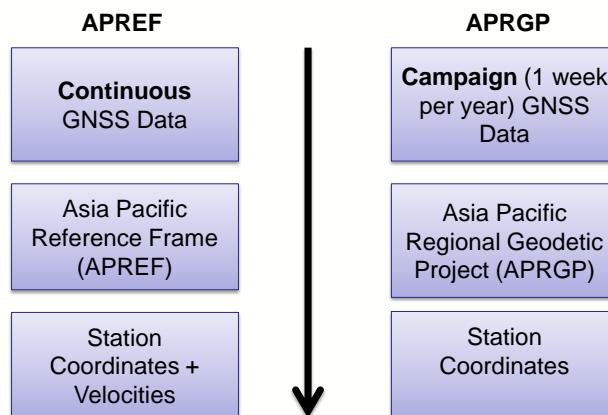 APREF
Continuous
GNSS Data
Asia Pacific
Reference Frame
(APREF)
Station
Coordinates +
Velocities
APRGP
Campaign (1 week
per year) GNSS
Data
Asia Pacific
Regional Geodetic
Project (APRGP)
Station
Coordinates